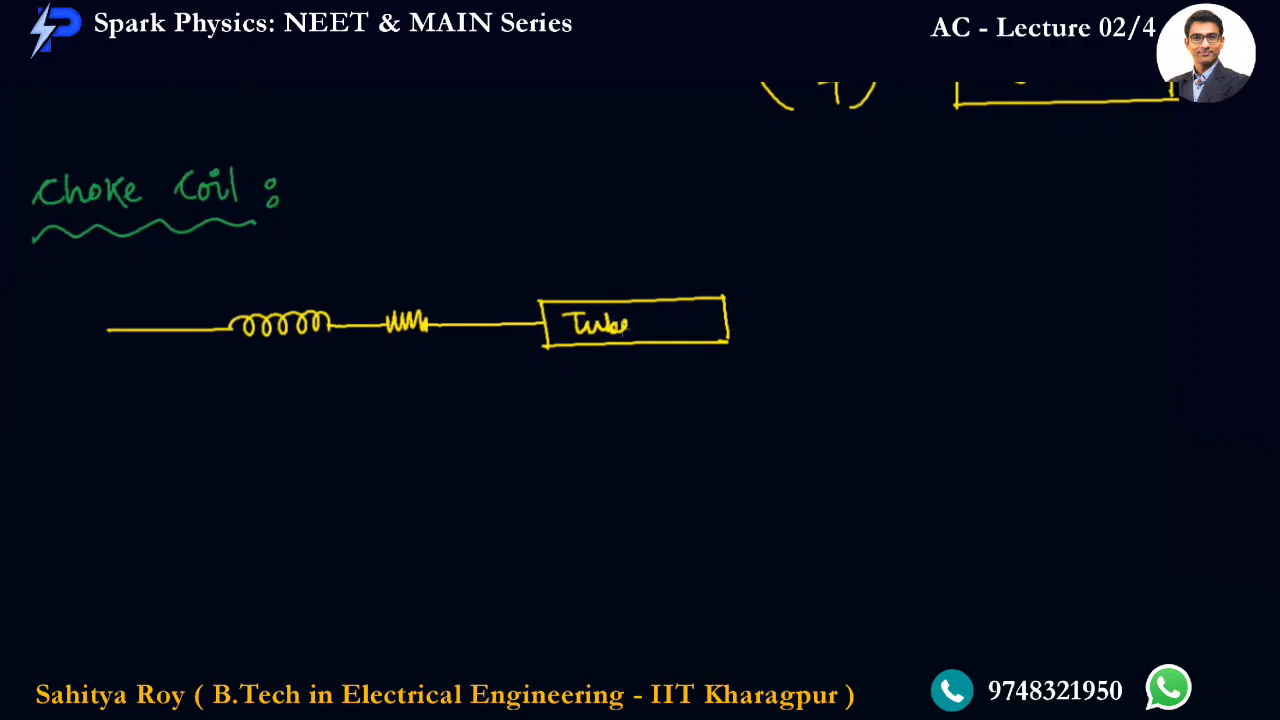 Spark Physics: NEET & MAIN Series
AC - Lecture 02/4
Choke Coil :
Tube
Sahitya Roy ( B.Tech in Electrical Engineering - IIT Kharagpur )
9748321950